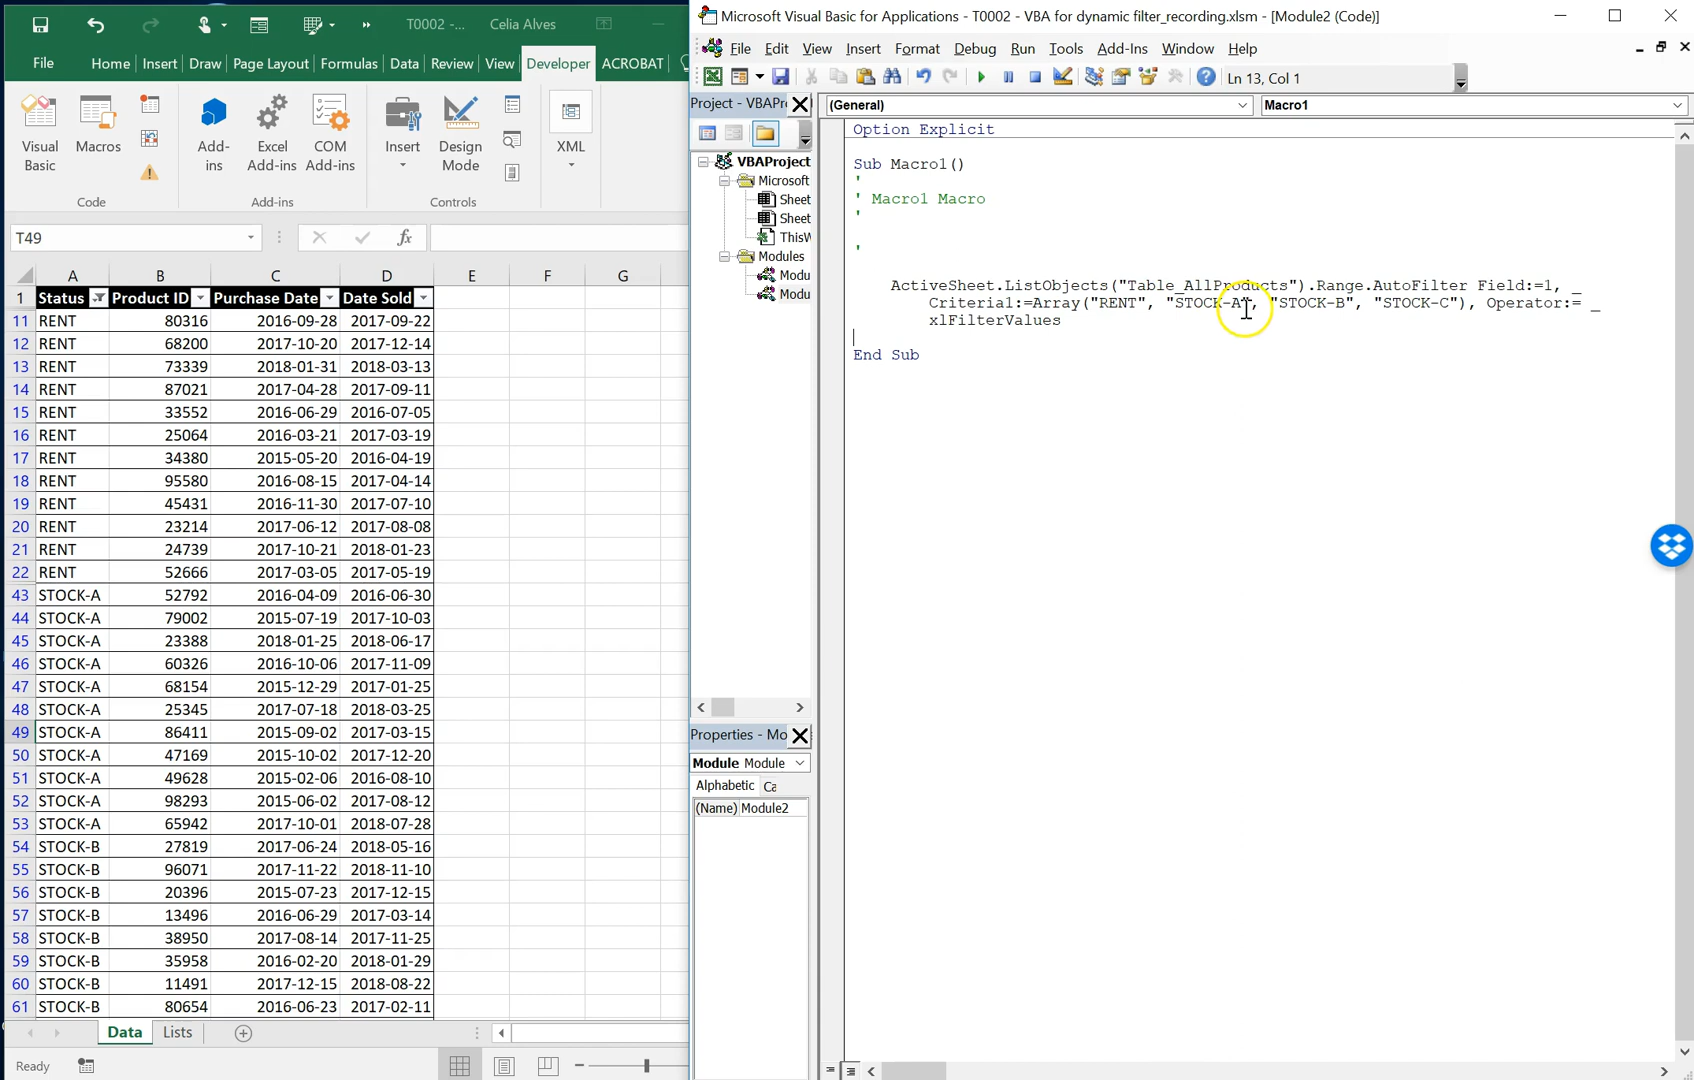 T0002 -... Celia Alves
File Home Insert Draw Page Layout Formulas Data Review View Developer ACROBAT
Visual Basic
Macros
Code
Add-ins
Excel Add-ins
COM Add-ins
Add-ins
Insert
Design Mode
Controls
XML
T49
fx
A B C D E F G
1 Status Product ID Purchase Date Date Sold
11 RENT 80316 2016-09-28 2017-09-22
12 RENT 68200 2017-10-20 2017-12-14
13 RENT 73339 2018-01-31 2018-03-13
14 RENT 87021 2017-04-28 2017-09-11
15 RENT 33552 2016-06-29 2016-07-05
16 RENT 25064 2016-03-21 2017-03-19
17 RENT 34380 2015-05-20 2016-04-19
18 RENT 95580 2016-08-15 2017-04-14
19 RENT 45431 2016-11-30 2017-07-10
20 RENT 23214 2017-06-12 2017-08-08
21 RENT 24739 2017-10-21 2018-01-23
22 RENT 52666 2017-03-05 2017-05-19
43 STOCK-A 52792 2016-04-09 2016-06-30
44 STOCK-A 79002 2015-07-19 2017-10-03
45 STOCK-A 23388 2018-01-25 2018-06-17
46 STOCK-A 60326 2016-10-06 2017-11-09
47 STOCK-A 68154 2015-12-29 2017-01-25
48 STOCK-A 25345 2017-07-18 2018-03-25
49 STOCK-A 86411 2015-09-02 2017-03-15
50 STOCK-A 47169 2015-10-02 2017-12-20
51 STOCK-A 49628 2015-02-06 2016-08-10
52 STOCK-A 98293 2015-06-02 2017-08-12
53 STOCK-A 65942 2017-10-01 2018-07-28
54 STOCK-B 27819 2017-06-24 2018-05-16
55 STOCK-B 96071 2017-11-22 2018-11-10
56 STOCK-B 20396 2015-07-23 2017-12-15
57 STOCK-B 13496 2016-06-29 2017-03-14
58 STOCK-B 38950 2017-08-14 2017-11-25
59 STOCK-B 35958 2016-02-20 2018-01-29
60 STOCK-B 11491 2017-12-15 2018-08-22
61 STOCK-B 80654 2016-06-23 2017-02-11
Data Lists
Ready
Microsoft Visual Basic for Applications - T0002 - VBA for dynamic filter_recording.xlsm - [Module2 (Code)]
File Edit View Insert Format Debug Run Tools Add-Ins Window Help
Ln 13, Col 1
Project - VBAPr
VBAProject
Microsoft
Sheet
Sheet
ThisW
Modules
Modu
Modu
Properties - Mo
Module Module
Alphabetic Ca
(Name) Module2
(General) Macro1
Option Explicit
Sub Macro1()
'
' Macro1 Macro
'
'
ActiveSheet.ListObjects("Table_AllProducts").Range.AutoFilter Field:=1, _
Criteria1:=Array("RENT", "STOCK-A", "STOCK-B", "STOCK-C"), Operator:= _
xlFilterValues
End Sub